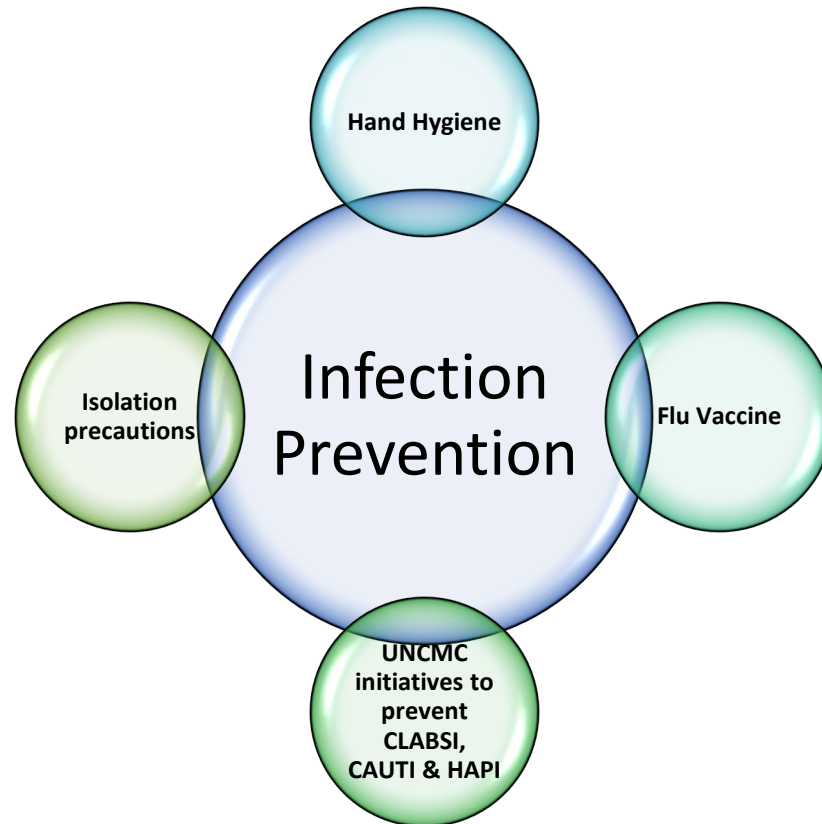 Hand Hygiene
Infection
Prevention
Isolation
precautions
Flu Vaccine
UNCMC
initiatives to
prevent
CLABSI,
CAUTI & HAPI